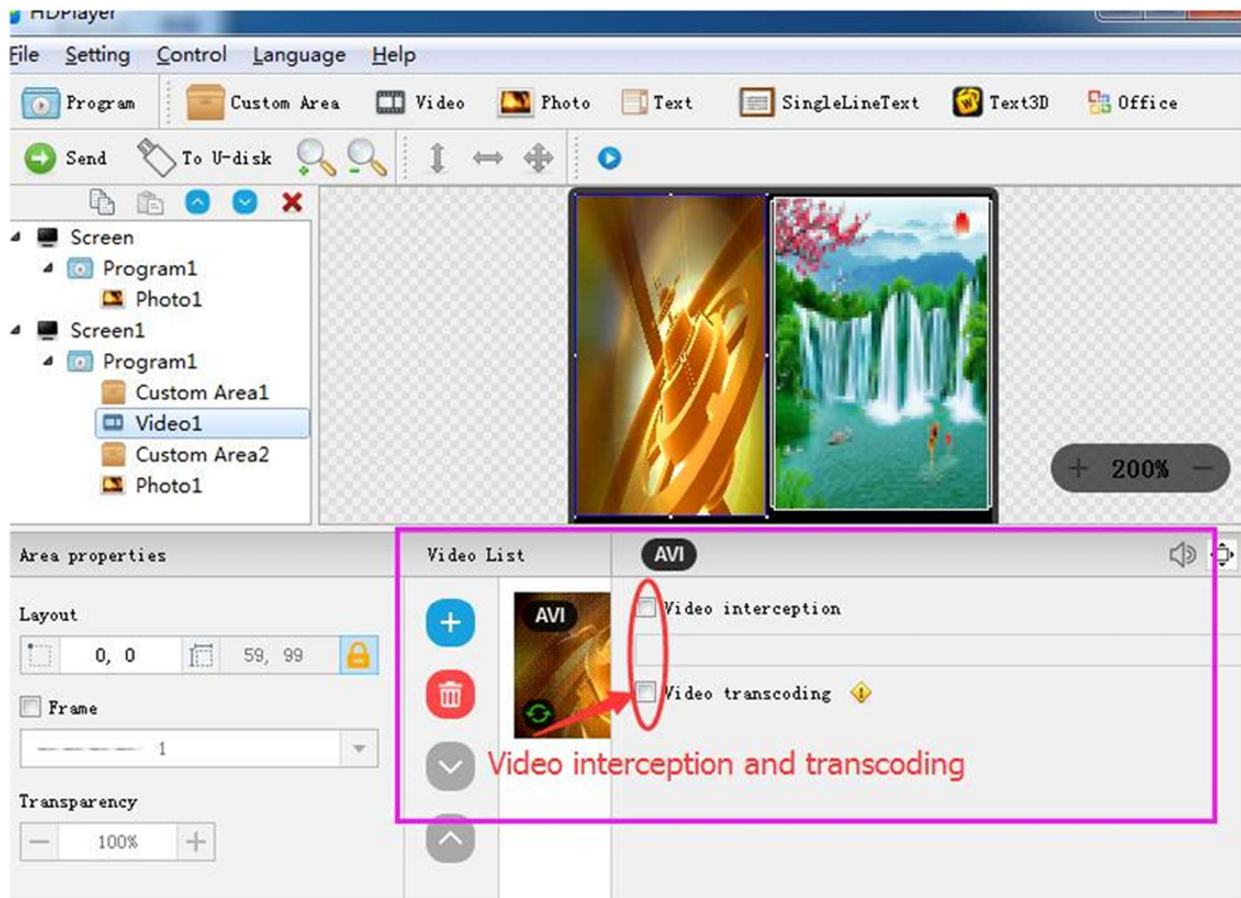 HDPlayer
File Setting Control Language Help
Program Custom Area Video Photo Text SingleLineText Text3D Office
Send To U-disk
Screen
Program1
Photo1
Screen1
Program1
Custom Area1
Video1
Custom Area2
Photo1
200%
Area properties
Video List
AVI
Layout
0, 0 59, 99
AVI
Video interception
Frame
Video transcoding
1
Video interception and transcoding
Transparency
100%